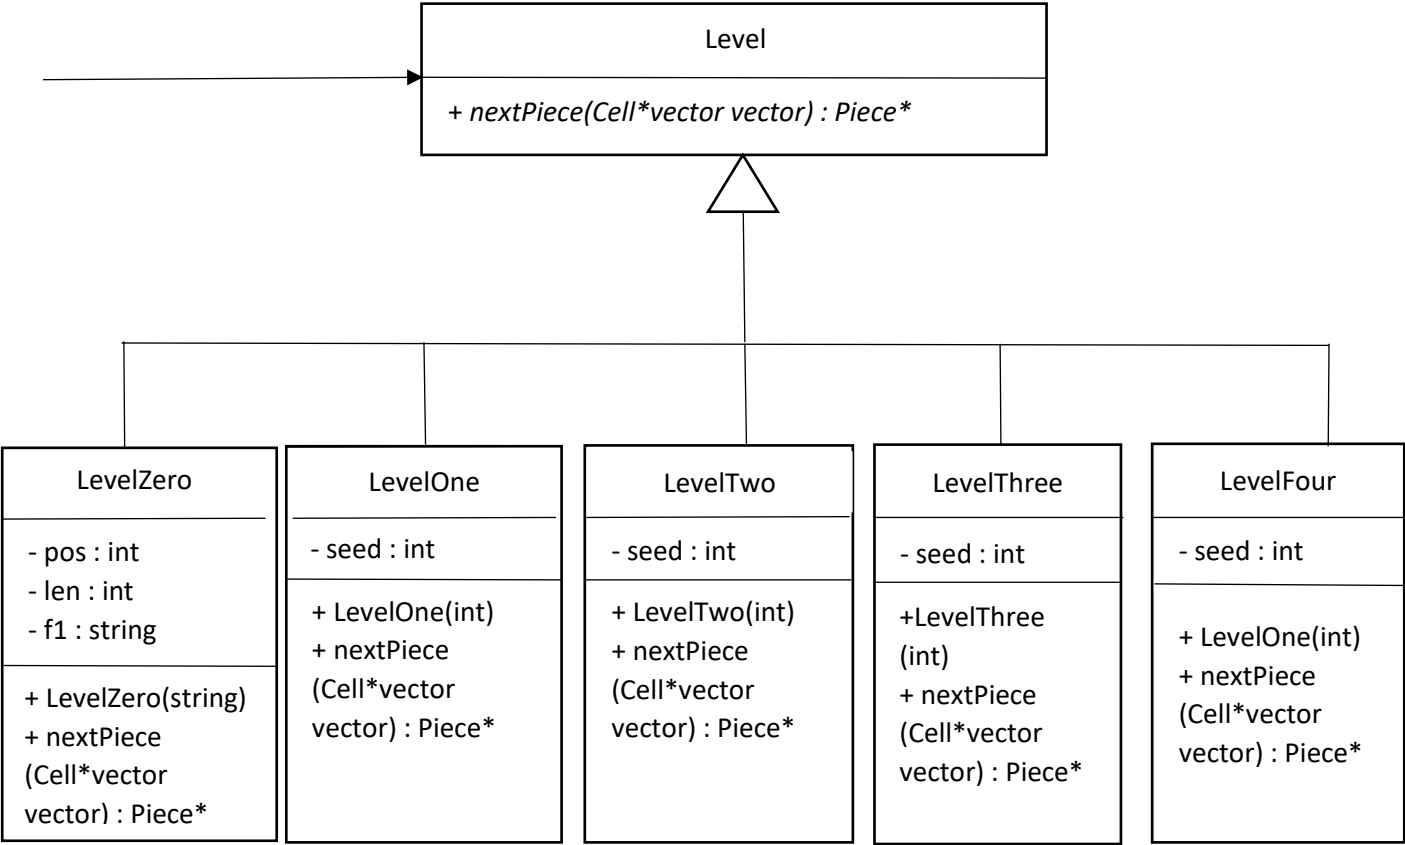 Level
+ nextPiece(Cell*vector vector) : Piece*
LevelZero
- pos : int
- len : int
- f1 : string
+ LevelZero(string)
+ nextPiece
(Cell*vector
vector) : Piece*
LevelOne
- seed : int
+ LevelOne(int)
+ nextPiece
(Cell*vector
vector) : Piece*
LevelTwo
- seed : int
+ LevelTwo(int)
+ nextPiece
(Cell*vector
vector) : Piece*
LevelThree
- seed : int
+LevelThree
(int)
+ nextPiece
(Cell*vector
vector) : Piece*
LevelFour
- seed : int
+ LevelOne(int)
+ nextPiece
(Cell*vector
vector) : Piece*